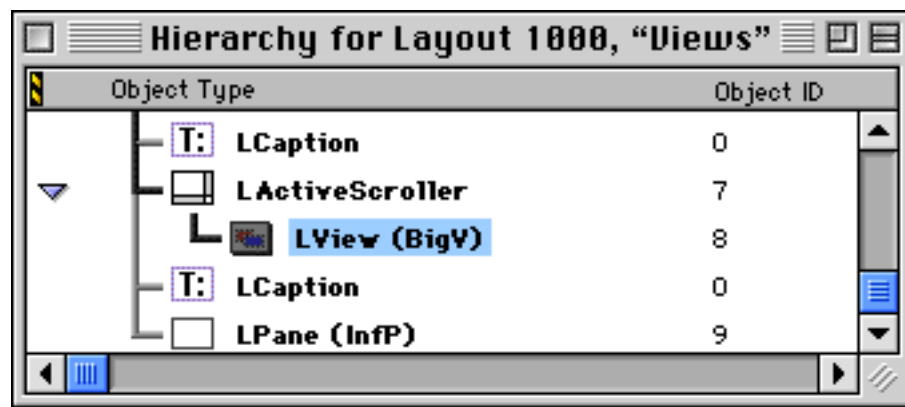 Hierarchy for Layout 1000, “Views”
Object Type Object ID
T: LCaption 0
LActiveScroller 7
LView (BigV) 8
T: LCaption 0
LPane (InfP) 9